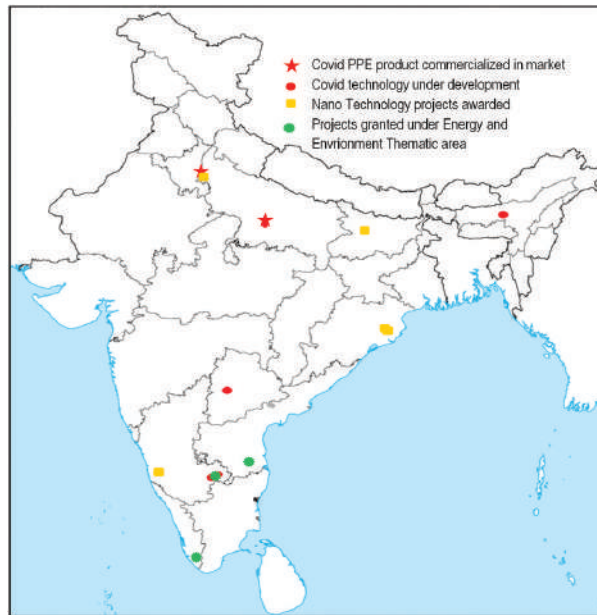 Covid PPE product commercialized in market
Covid technology under development
Nano Technology projects awarded
Projects granted under Energy and
Envrionment Thematic area